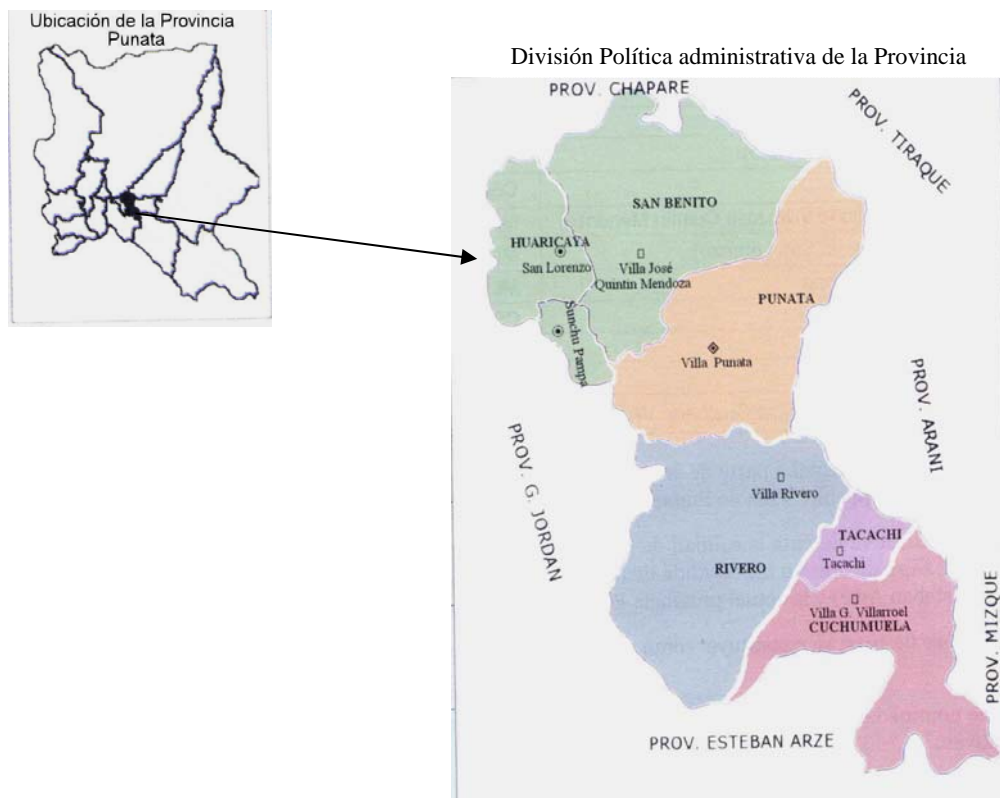 Ubicación de la Provincia
Punata
División Política administrativa de la Provincia
PROV. CHAPARE
PROV. TIRAQUE
SAN BENITO
HUARICAYA
San Lorenzo
Villa José
Quintin Mendoza
Sunchu Pampa
PUNATA
Villa Punata
PROV. ARANI
PROV. G. JORDAN
Villa Rivero
TACACHI
Tacachi
RIVERO
Villa G. Villarroel
CUCHUMUELA
PROV. MIZQUE
PROV. ESTEBAN ARZE